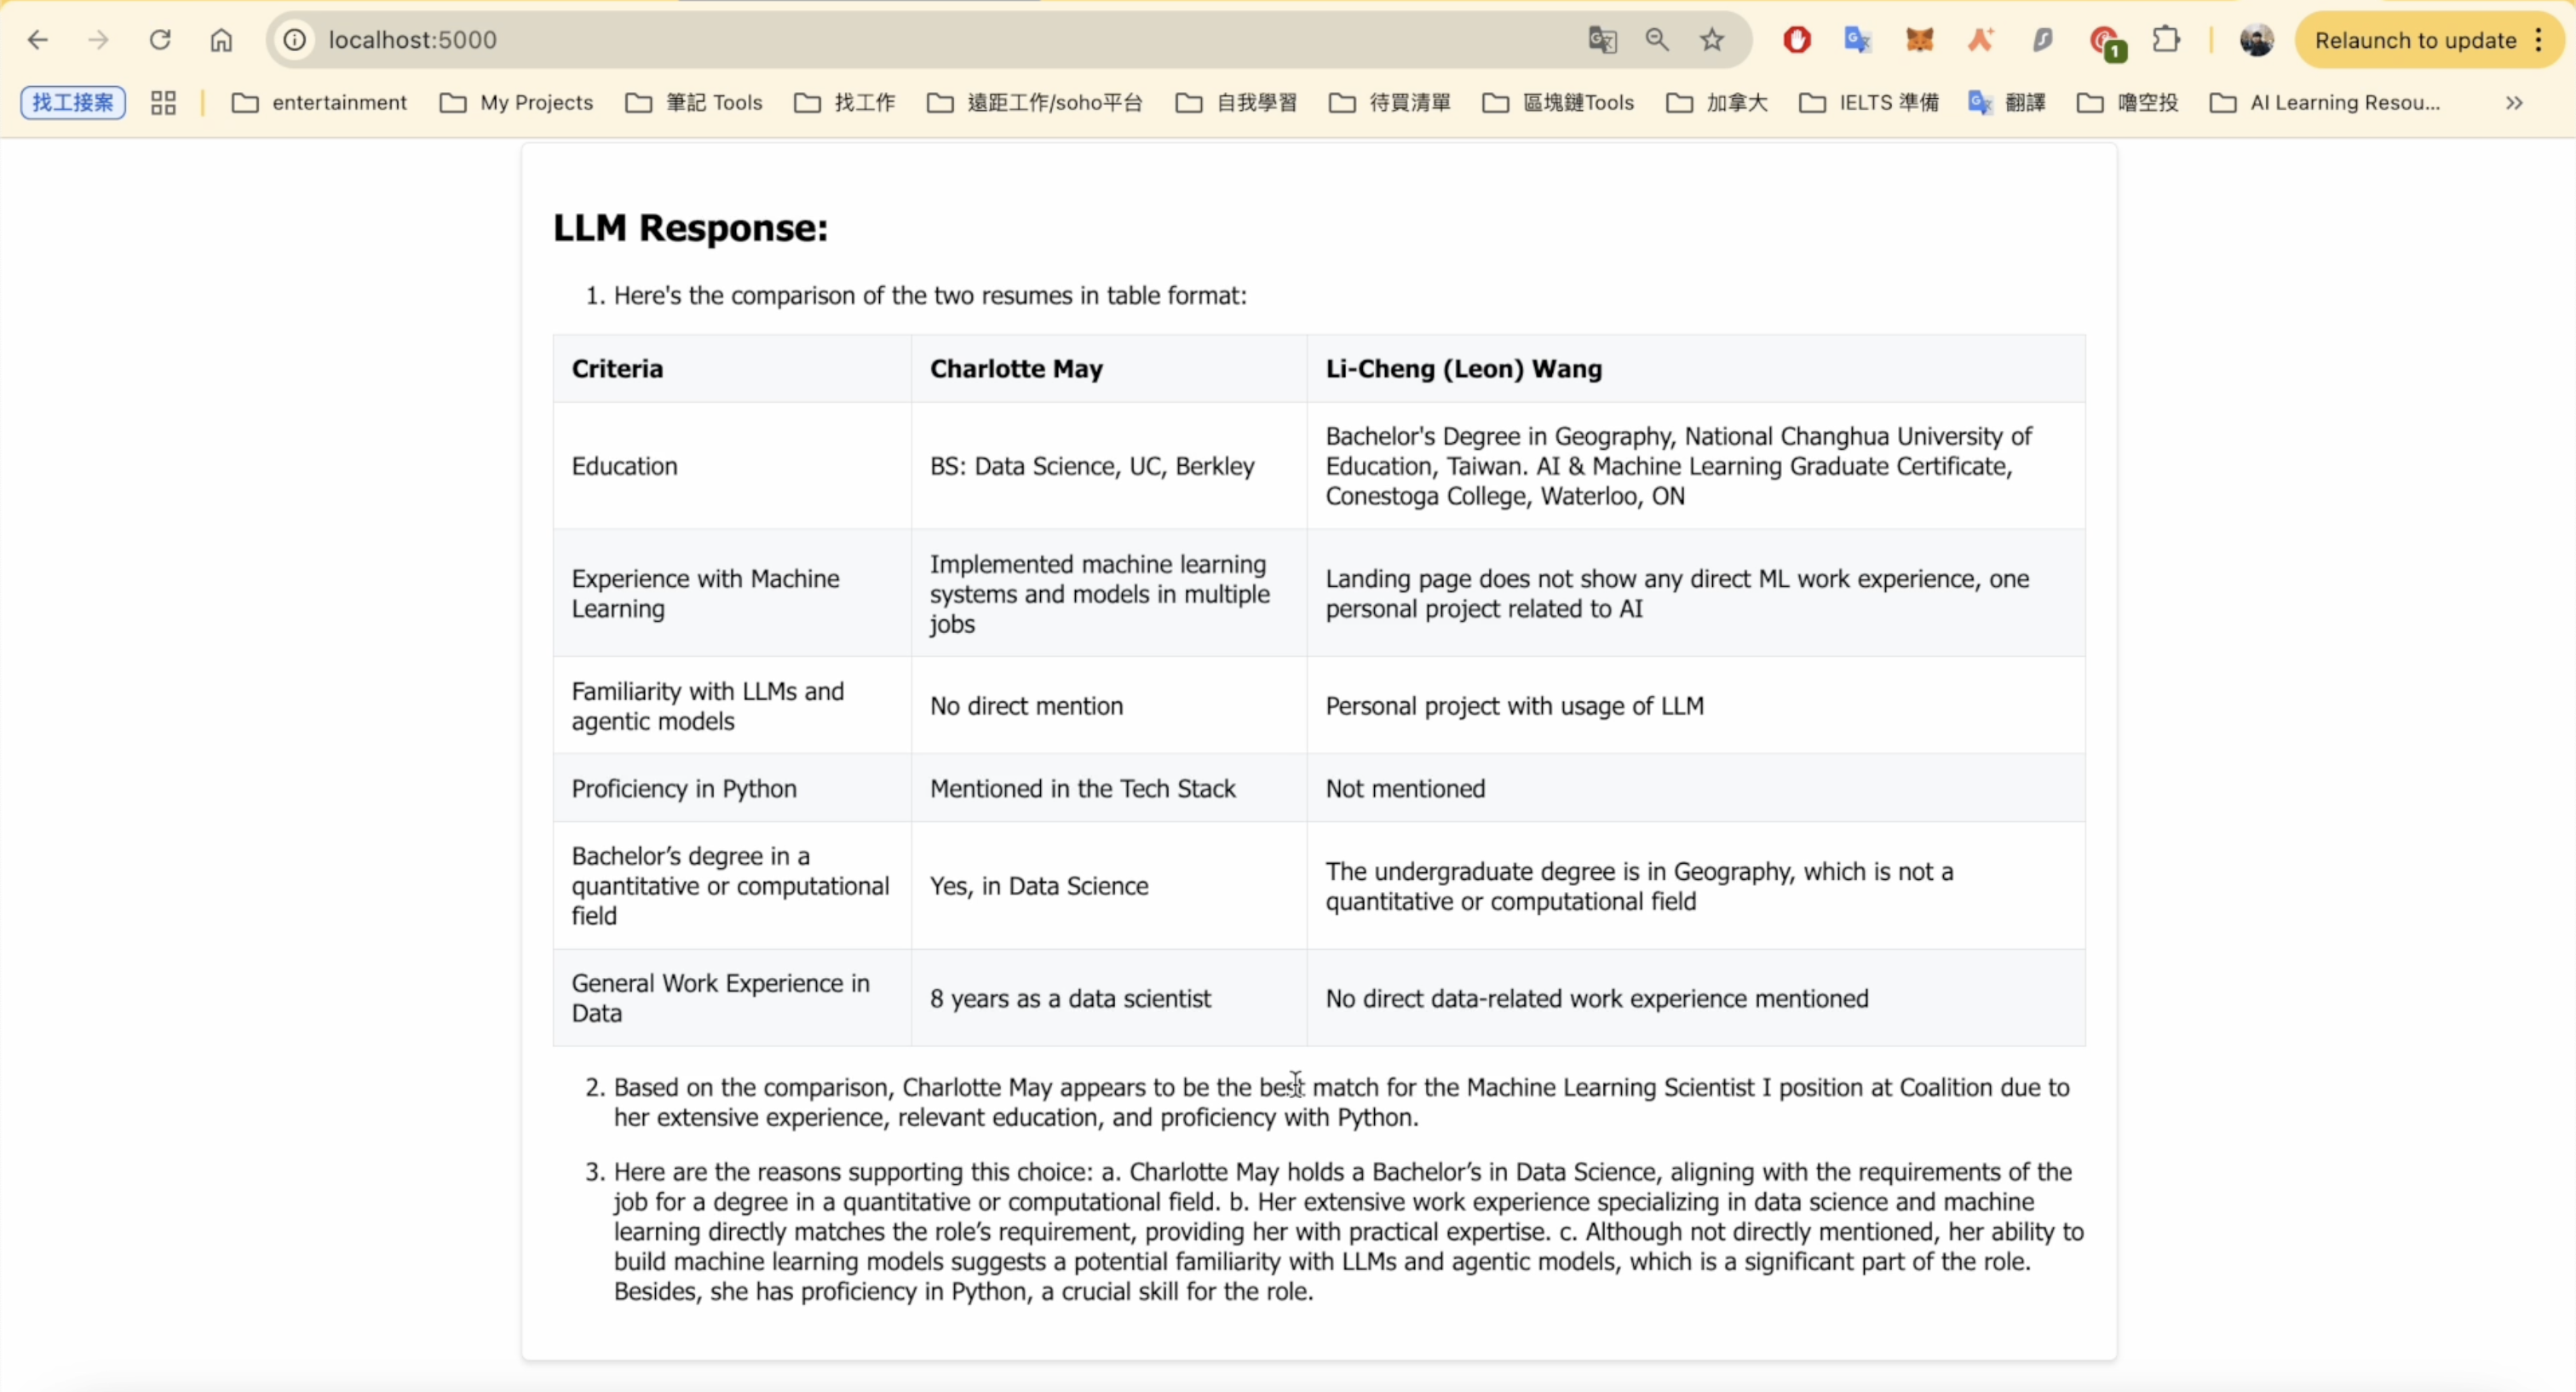 localhost:5000
1
Relaunch to update
找工接案
entertainment
My Projects
筆記 Tools
找工作
遠距工作/soho平台
自我學習
待買清單
區塊鏈Tools
加拿大
IELTS 準備
翻譯
嚕空投
AI Learning Resou...
LLM Response:
1. Here's the comparison of the two resumes in table format:
Criteria
Charlotte May
Li-Cheng (Leon) Wang
Education
BS: Data Science, UC, Berkley
Bachelor's Degree in Geography, National Changhua University of
Education, Taiwan. AI & Machine Learning Graduate Certificate,
Conestoga College, Waterloo, ON
Experience with Machine
Learning
Implemented machine learning
systems and models in multiple
jobs
Landing page does not show any direct ML work experience, one
personal project related to AI
Familiarity with LLMs and
agentic models
No direct mention
Personal project with usage of LLM
Proficiency in Python
Mentioned in the Tech Stack
Not mentioned
Bachelor’s degree in a
quantitative or computational
field
Yes, in Data Science
The undergraduate degree is in Geography, which is not a
quantitative or computational field
General Work Experience in
Data
8 years as a data scientist
No direct data-related work experience mentioned
2. Based on the comparison, Charlotte May appears to be the best match for the Machine Learning Scientist I position at Coalition due to
her extensive experience, relevant education, and proficiency with Python.
3. Here are the reasons supporting this choice: a. Charlotte May holds a Bachelor’s in Data Science, aligning with the requirements of the
job for a degree in a quantitative or computational field. b. Her extensive work experience specializing in data science and machine
learning directly matches the role’s requirement, providing her with practical expertise. c. Although not directly mentioned, her ability to
build machine learning models suggests a potential familiarity with LLMs and agentic models, which is a significant part of the role.
Besides, she has proficiency in Python, a crucial skill for the role.